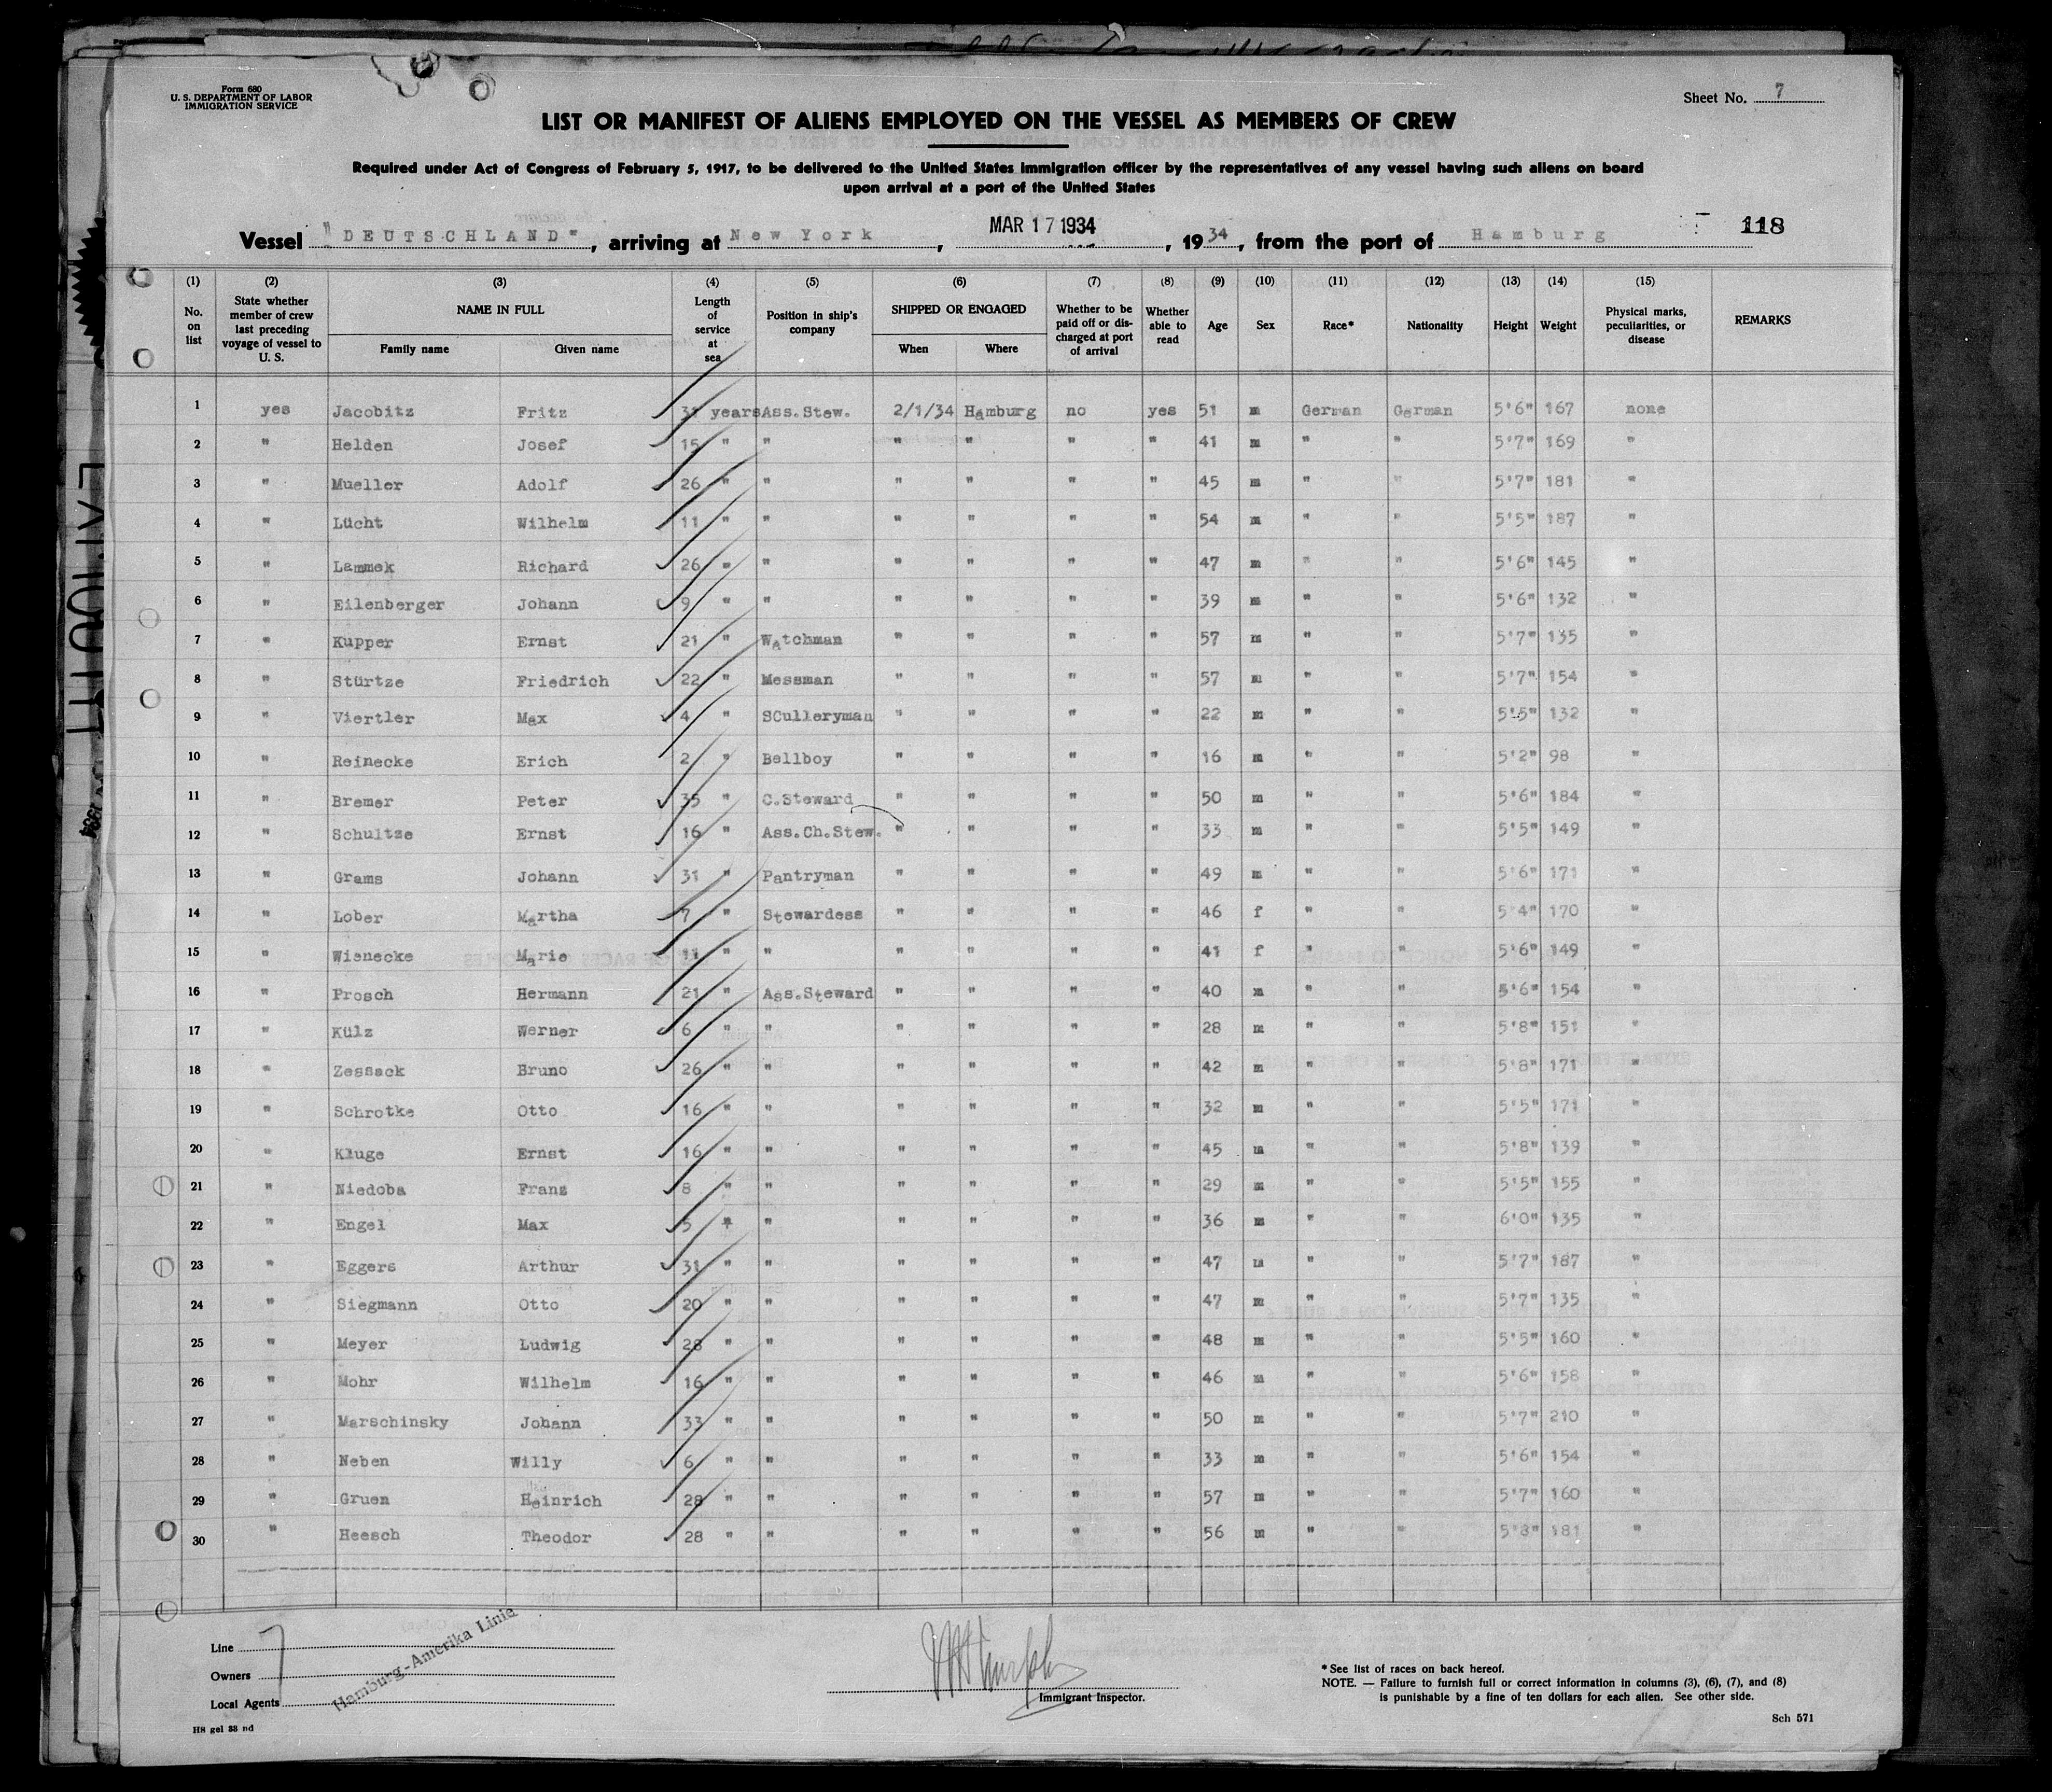 Form 680
U. S. DEPARTMENT OF LABOR
IMMIGRATION SERVICE
Sheet No. 7
LIST OR MANIFEST OF ALIENS EMPLOYED ON THE VESSEL AS MEMBERS OF CREW
Required under Act of Congress of February 5, 1917, to be delivered to the United States immigration officer by the representatives of any vessel having such aliens on board
upon arrival at a port of the United States
Vessel "DEUTSCHLAND", arriving at New York, MAR 17 1934, 1934, from the port of Hamburg 118
(1) (2) (3) (4) (5) (6) (7) (8) (9) (10) (11) (12) (13) (14) (15)
No. on list State whether member of crew last preceding voyage of vessel to U. S. NAME IN FULL Family name Given name Length of service at sea Position in ship's company SHIPPED OR ENGAGED When Where Whether to be paid off or discharged at port of arrival Whether able to read Age Sex Race* Nationality Height Weight Physical marks, peculiarities, or disease REMARKS
1 yes Jacobitz Fritz years Ass.Stew. 2/1/34 Hamburg no yes 51 m German German 5'6" 167 none
2 " Helden Josef 15 " " " " " " 41 m " " 5'7" 169 "
3 " Mueller Adolf 26 " " " " " " 45 m " " 5'7" 181 "
4 " Lücht Wilhelm 11 " " " " " " 54 m " " 5'5" 187 "
5 " Lammek Richard 26 " " " " " " 47 m " " 5'6" 145 "
6 " Eilenberger Johann 9 " " " " " " 39 m " " 5'6" 132 "
7 " Kupper Ernst 21 " Watchman " " " " 57 m " " 5'7" 135 "
8 " Stürtze Friedrich 22 " Messman " " " " 57 m " " 5'7" 154 "
9 " Viertler Max 4 " SCulleryman " " " " 22 m " " 5'5" 132 "
10 " Reinecke Erich 2 " Bellboy " " " " 16 m " " 5'2" 98 "
11 " Bremer Peter 35 " C.Steward " " " " 50 m " " 5'6" 184 "
12 " Schultze Ernst 16 " Ass.Ch.Stew. " " " " 33 m " " 5'5" 149 "
13 " Grams Johann 31 " Pantryman " " " " 49 m " " 5'6" 171 "
14 " Lober Martha 7 " Stewardess " " " " 46 f " " 5'4" 170 "
15 " Wienecke Marie 11 " " " " " " 41 f " " 5'6" 149 "
16 " Prosch Hermann 21 " Ass.Steward " " " " 40 m " " 5'6" 154 "
17 " Külz Werner 6 " " " " " " 28 m " " 5'8" 151 "
18 " Zessack Bruno 26 " " " " " " 42 m " " 5'8" 171 "
19 " Schrotke Otto 16 " " " " " " 32 m " " 5'5" 171 "
20 " Kluge Ernst 16 " " " " " " 45 m " " 5'8" 139 "
21 " Niedoba Franz 8 " " " " " " 29 m " " 5'5" 155 "
22 " Engel Max 5 " " " " " " 36 m " " 6'0" 135 "
23 " Eggers Arthur 31 " " " " " " 47 m " " 5'7" 187 "
24 " Siegmann Otto 20 " " " " " " 47 m " " 5'7" 135 "
25 " Meyer Ludwig 28 " " " " " " 48 m " " 5'5" 160 "
26 " Mohr Wilhelm 16 " " " " " " 46 m " " 5'6" 158 "
27 " Marschinsky Johann 33 " " " " " " 50 m " " 5'7" 210 "
28 " Neben Willy 6 " " " " " " 33 m " " 5'6" 154 "
29 " Gruen Heinrich 28 " " " " " " 57 m " " 5'7" 160 "
30 " Heesch Theodor 28 " " " " " " 56 m " " 181 "
Line
Owners
Local Agents
Hamburg-Amerika Linie
Immigrant Inspector.
*See list of races on back hereof.
NOTE. — Failure to furnish full or correct information in columns (3), (6), (7), and (8)
is punishable by a fine of ten dollars for each alien. See other side.
H8 gel 88 nd
Sch 571